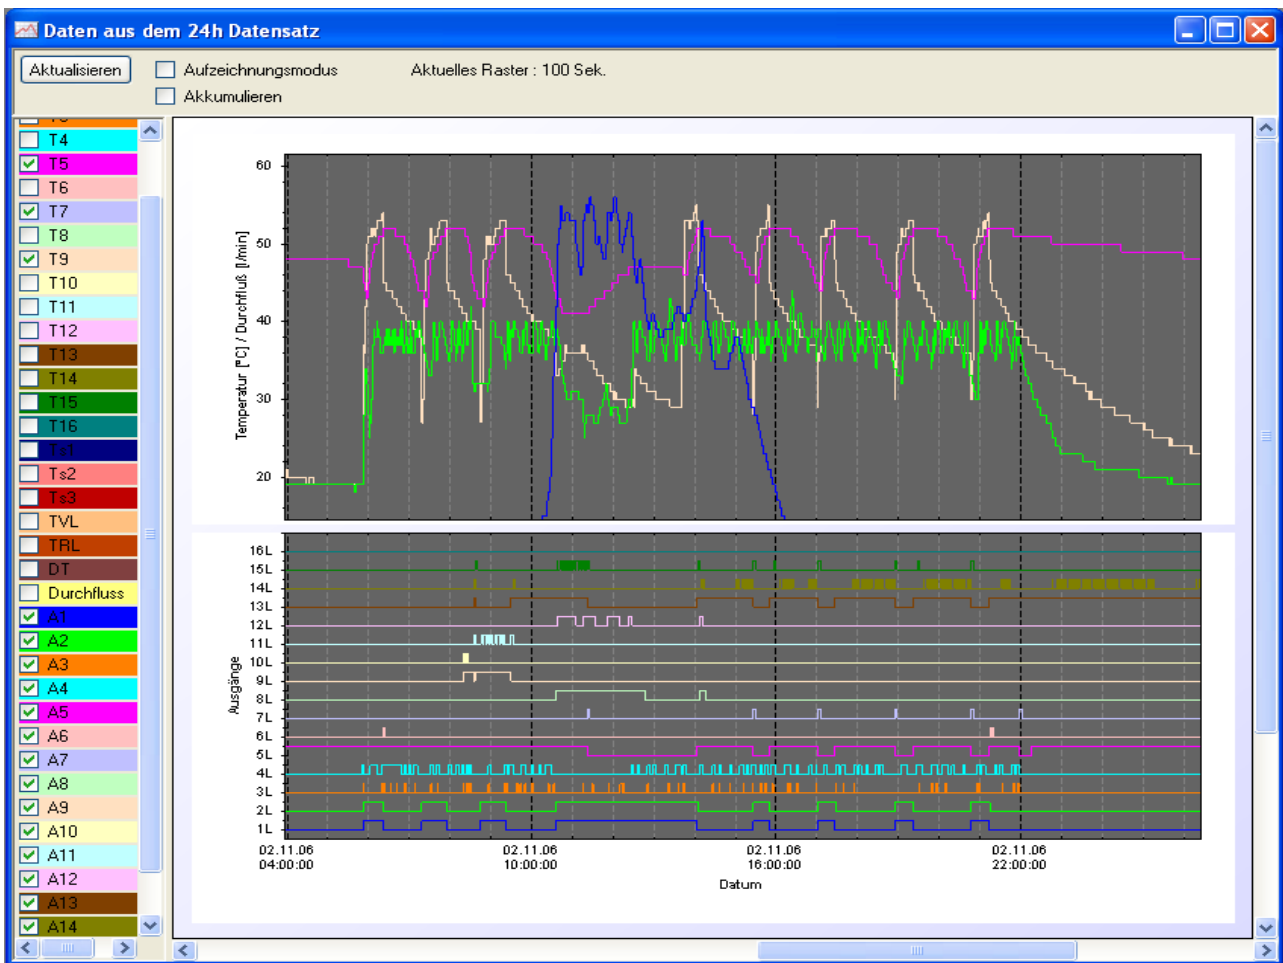 Daten aus dem 24h Datensatz
Aktualisieren
Aufzeichnungsmodus
Aktuelles Raster : 100 Sek.
Akkumulieren
T4
T5
T6
T7
T8
T9
T10
T11
T12
T13
T14
T15
T16
Ts1
Ts2
Ts3
TVL
TRL
DT
Durchfluss
A1
A2
A3
A4
A5
A6
A7
A8
A9
A10
A11
A12
A13
A14
Temperatur [°C] / Durchfluß [l/min]
60
50
40
30
20
Ausgänge
16L
15L
14L
13L
12L
11L
10L
9L
8L
7L
6L
5L
4L
3L
2L
1L
02.11.06 02.11.06 02.11.06 02.11.06
04:00:00 10:00:00 16:00:00 22:00:00
Datum